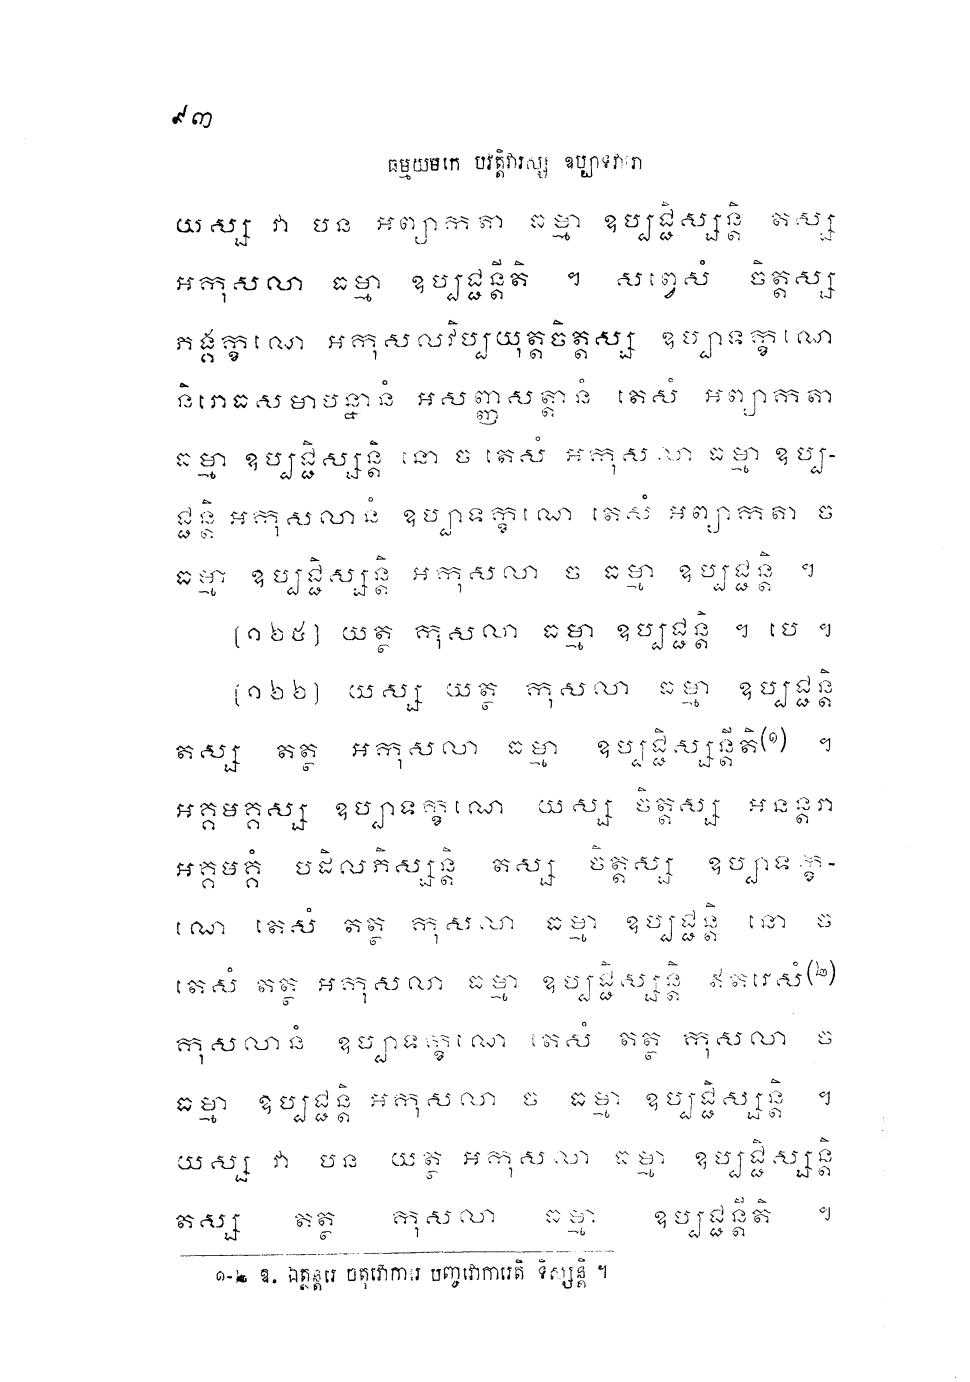 ៩៣
ធម្មយមកេ បវត្តិវារស្ស ឧប្បាទវារោ
យស្ស វា បន អព្យាកតា ធម្មា ឧប្បជ្ជិស្សន្តិ តស្ស
អកុសលា ធម្មា ឧប្បជ្ជន្តីតិ ។ សព្វេសំ ចិត្តស្ស
ភង្គក្ខណេ អកុសលវិប្បយុត្តចិត្តស្ស ឧប្បាទក្ខណេ
និរោធសមាបន្នានំ អសញ្ញសត្តានំ តេសំ អព្យាកតា
ធម្មា ឧប្បជ្ជិស្សន្តិ នោ ច តេសំ អកុសលា ធម្មា ឧប្ប-
ជ្ជន្តិ អកុសលានំ ឧប្បាទក្ខណេ តេសំ អព្យាកតា ច
ធម្មា ឧប្បជ្ជិស្សន្តិ អកុសលា ច ធម្មា ឧប្បជ្ជន្តិ ។
(១៦៥) យត្ថ កុសលា ធម្មា ឧប្បជ្ជន្តិ ។ បេ ។
(១៦៦) យស្ស យត្ថ កុសលា ធម្មា ឧប្បជ្ជន្តិ
តស្ស តត្ថ អកុសលា ធម្មា ឧប្បជ្ជិស្សន្តីតិ(១) ។
អគ្គមគ្គស្ស ឧប្បាទក្ខណេ យស្ស ចិត្តស្ស អនន្តរា
អគ្គមគ្គំ បដិលភិស្សន្តិ តស្ស ចិត្តស្ស ឧប្បាទក្ខ-
ណេ តេសំ តត្ថ កុសលា ធម្មា ឧប្បជ្ជន្តិ នោ ច
តេសំ តត្ថ អកុសលា ធម្មា ឧប្បជ្ជិស្សន្តិ ឥតរេសំ(២)
កុសលានំ ឧប្បាទក្ខណេ តេសំ តត្ថ កុសលា ច
ធម្មា ឧប្បជ្ជន្តិ អកុសលា ច ធម្មា ឧប្បជ្ជិស្សន្តិ ។
យស្ស វា បន យត្ថ អកុសលា ធម្មា ឧប្បជ្ជិស្សន្តិ
តស្ស តត្ថ កុសលា ធម្មា ឧប្បជ្ជន្តីតិ ។
១-២ ឱ. ឯត្ថន្តរេ ចតុវោការេ បញ្ចវោការេតិ ទិស្សន្តិ ។